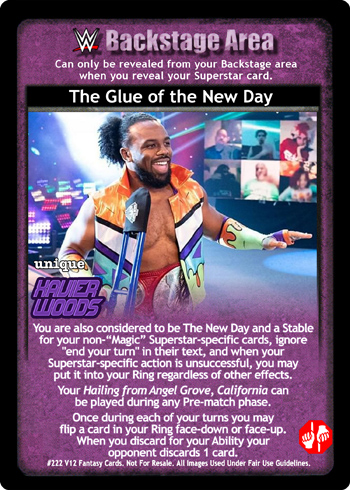 W Backstage Area
Can only be revealed from your Backstage area
when you reveal your Superstar card.
The Glue of the New Day
unique
XAVIER
WOODS
You are also considered to be The New Day and a Stable
for your non-“Magic” Superstar-specific cards, ignore
"end your turn" in their text, and when your
Superstar-specific action is unsuccessful, you may
put it into your Ring regardless of other effects.
Your Hailing from Angel Grove, California can
be played during any Pre-match phase.
Once during each of your turns you may
flip a card in your Ring face-down or face-up.
When you discard for your Ability your
opponent discards 1 card.
#222 V12 Fantasy Cards. Not For Resale. All Images Used Under Fair Use Guidelines.